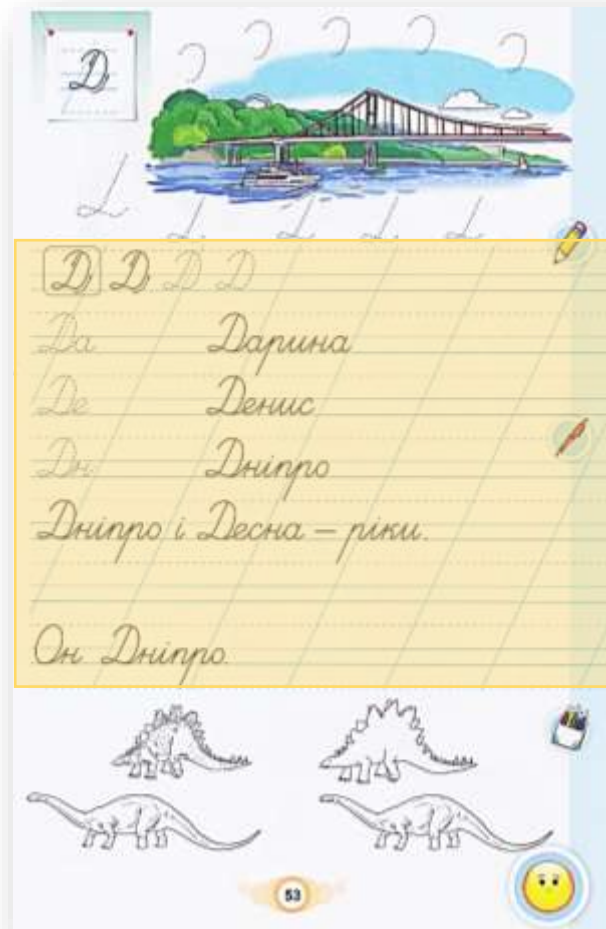 Д
Д Д Д Д
Да Дарина
Де Денис
Дн Дніпро
Дніпро і Десна – ріки.
Он Дніпро.
53